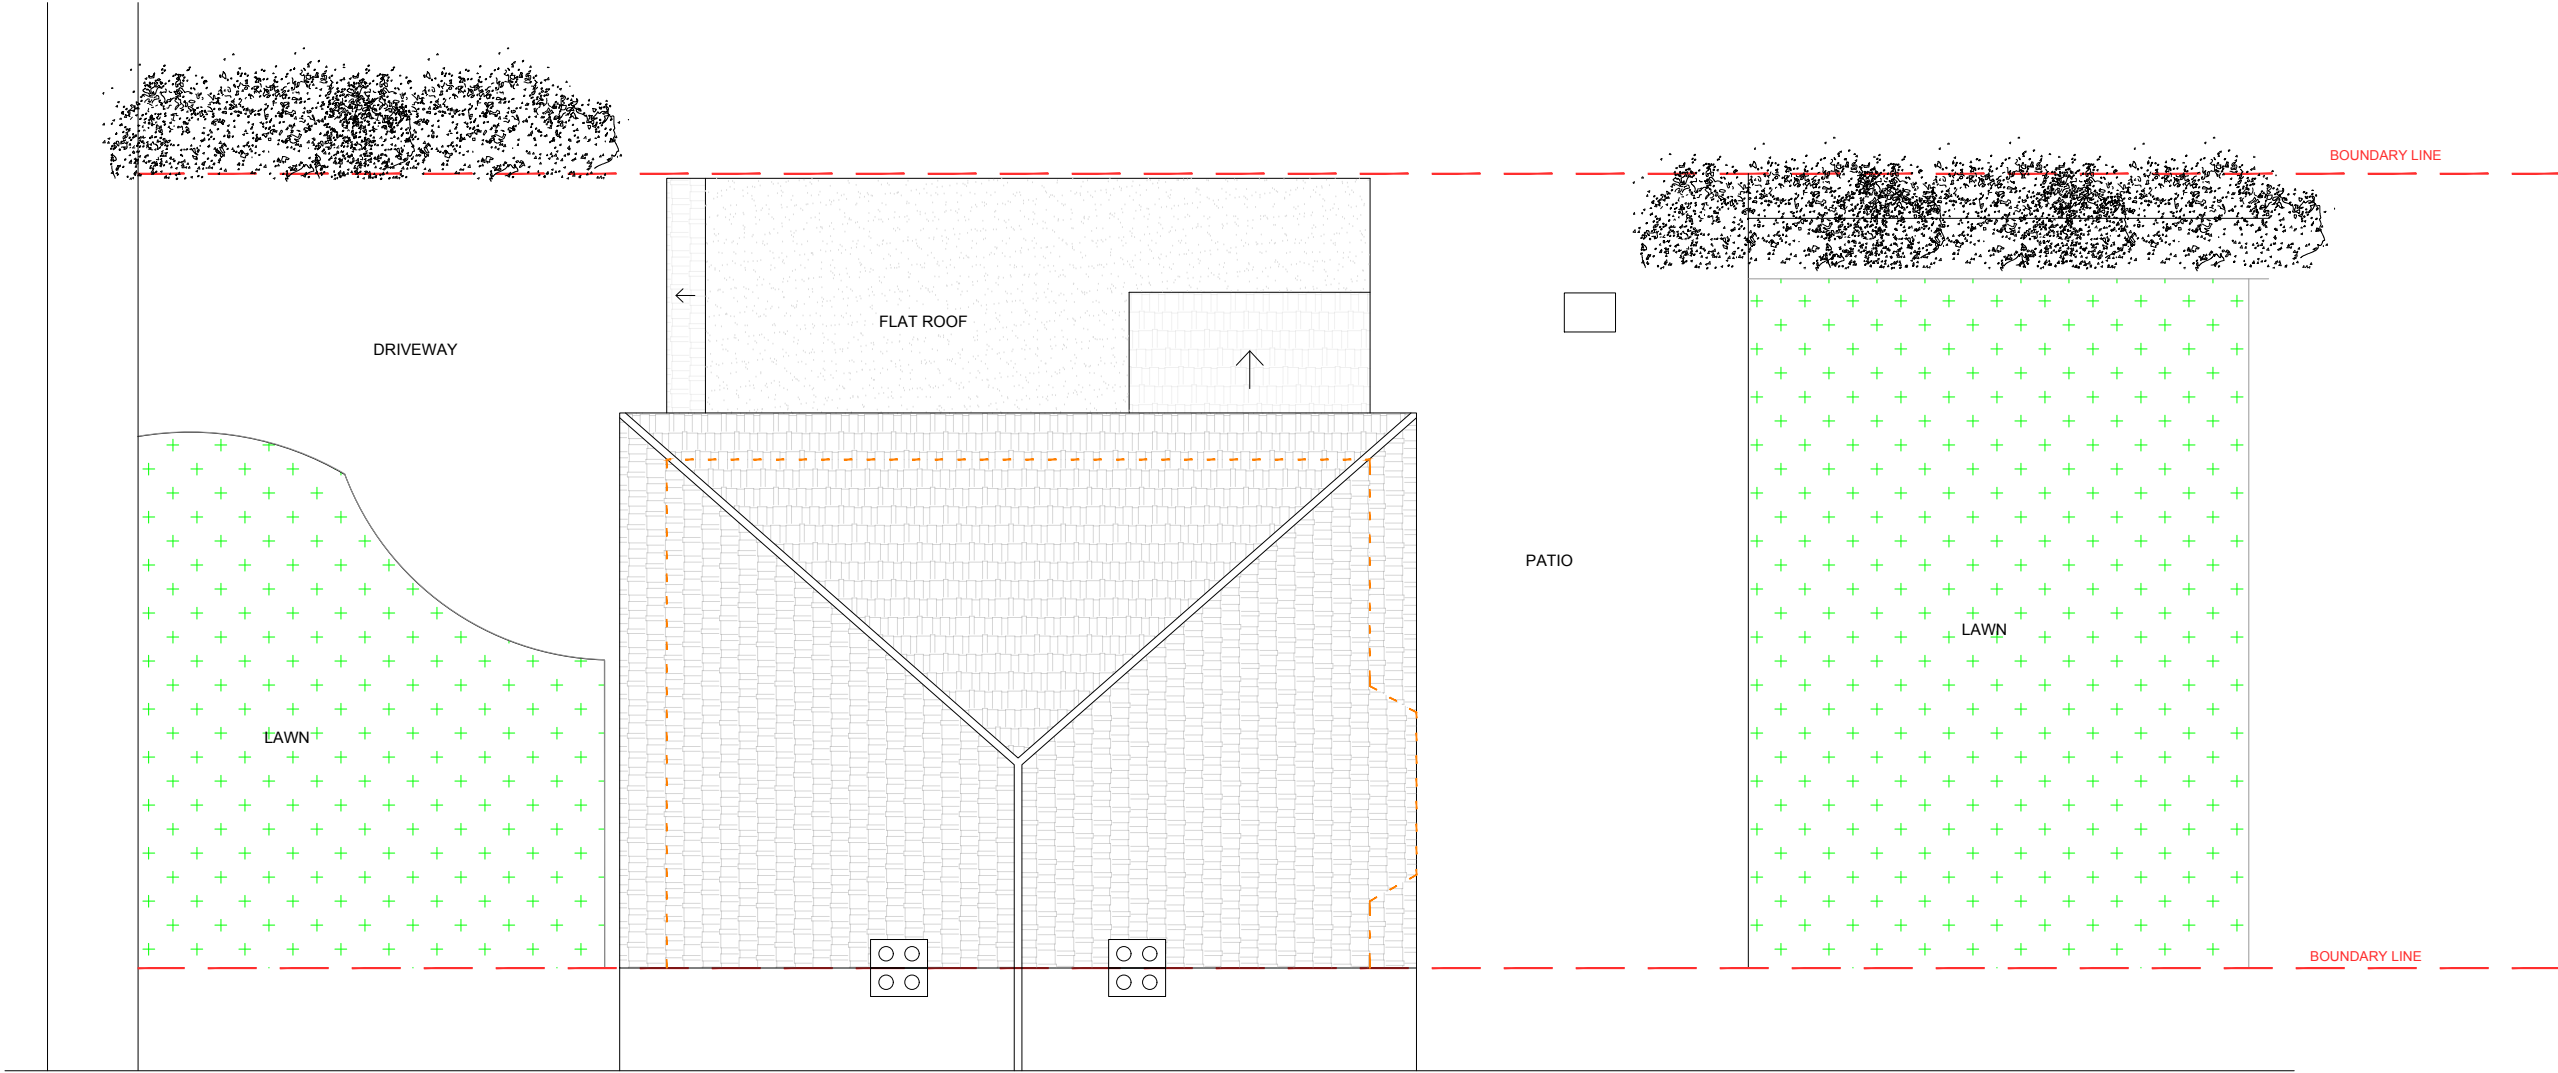 BOUNDARY LINE
FLAT ROOF
DRIVEWAY
PATIO
LAWN
LAWN
BOUNDARY LINE